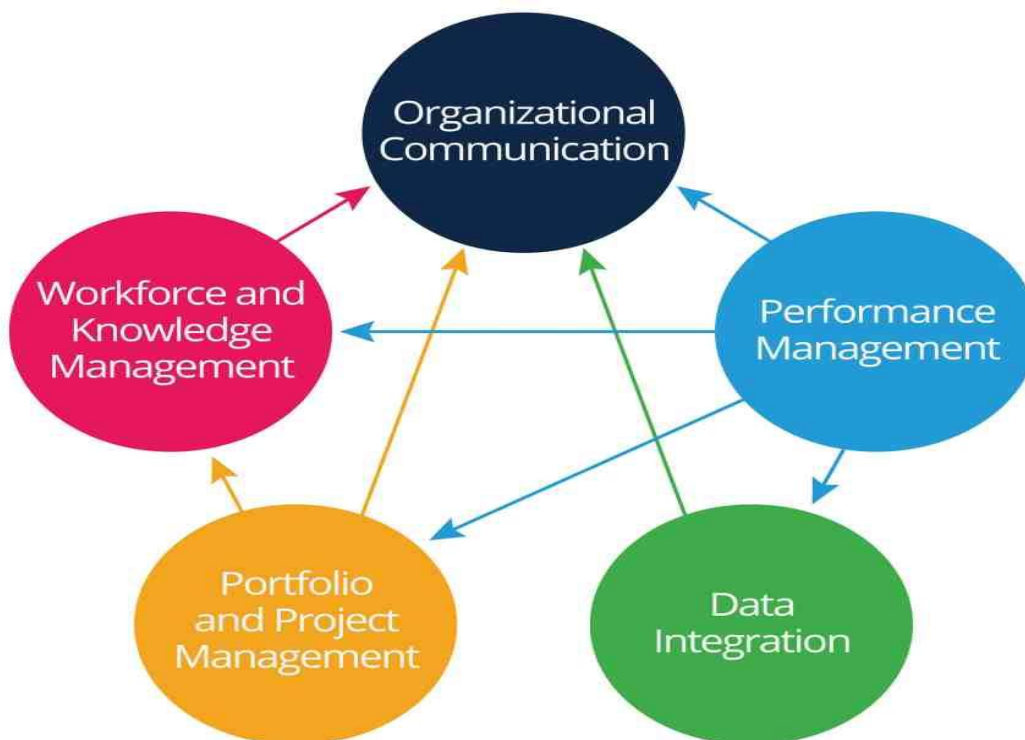 Organizational
Communication
Workforce and
Knowledge
Management
Performance
Management
Portfolio
and Project
Management
Data
Integration